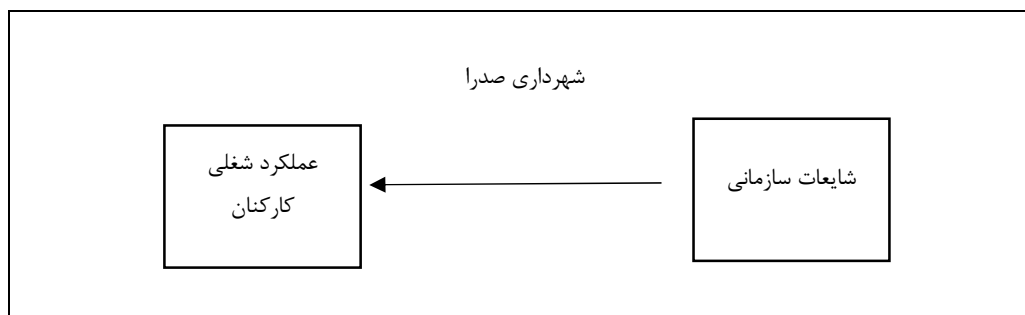 شهرداری صدرا
شایعات سازمانی
عملکرد شغلی
کارکنان